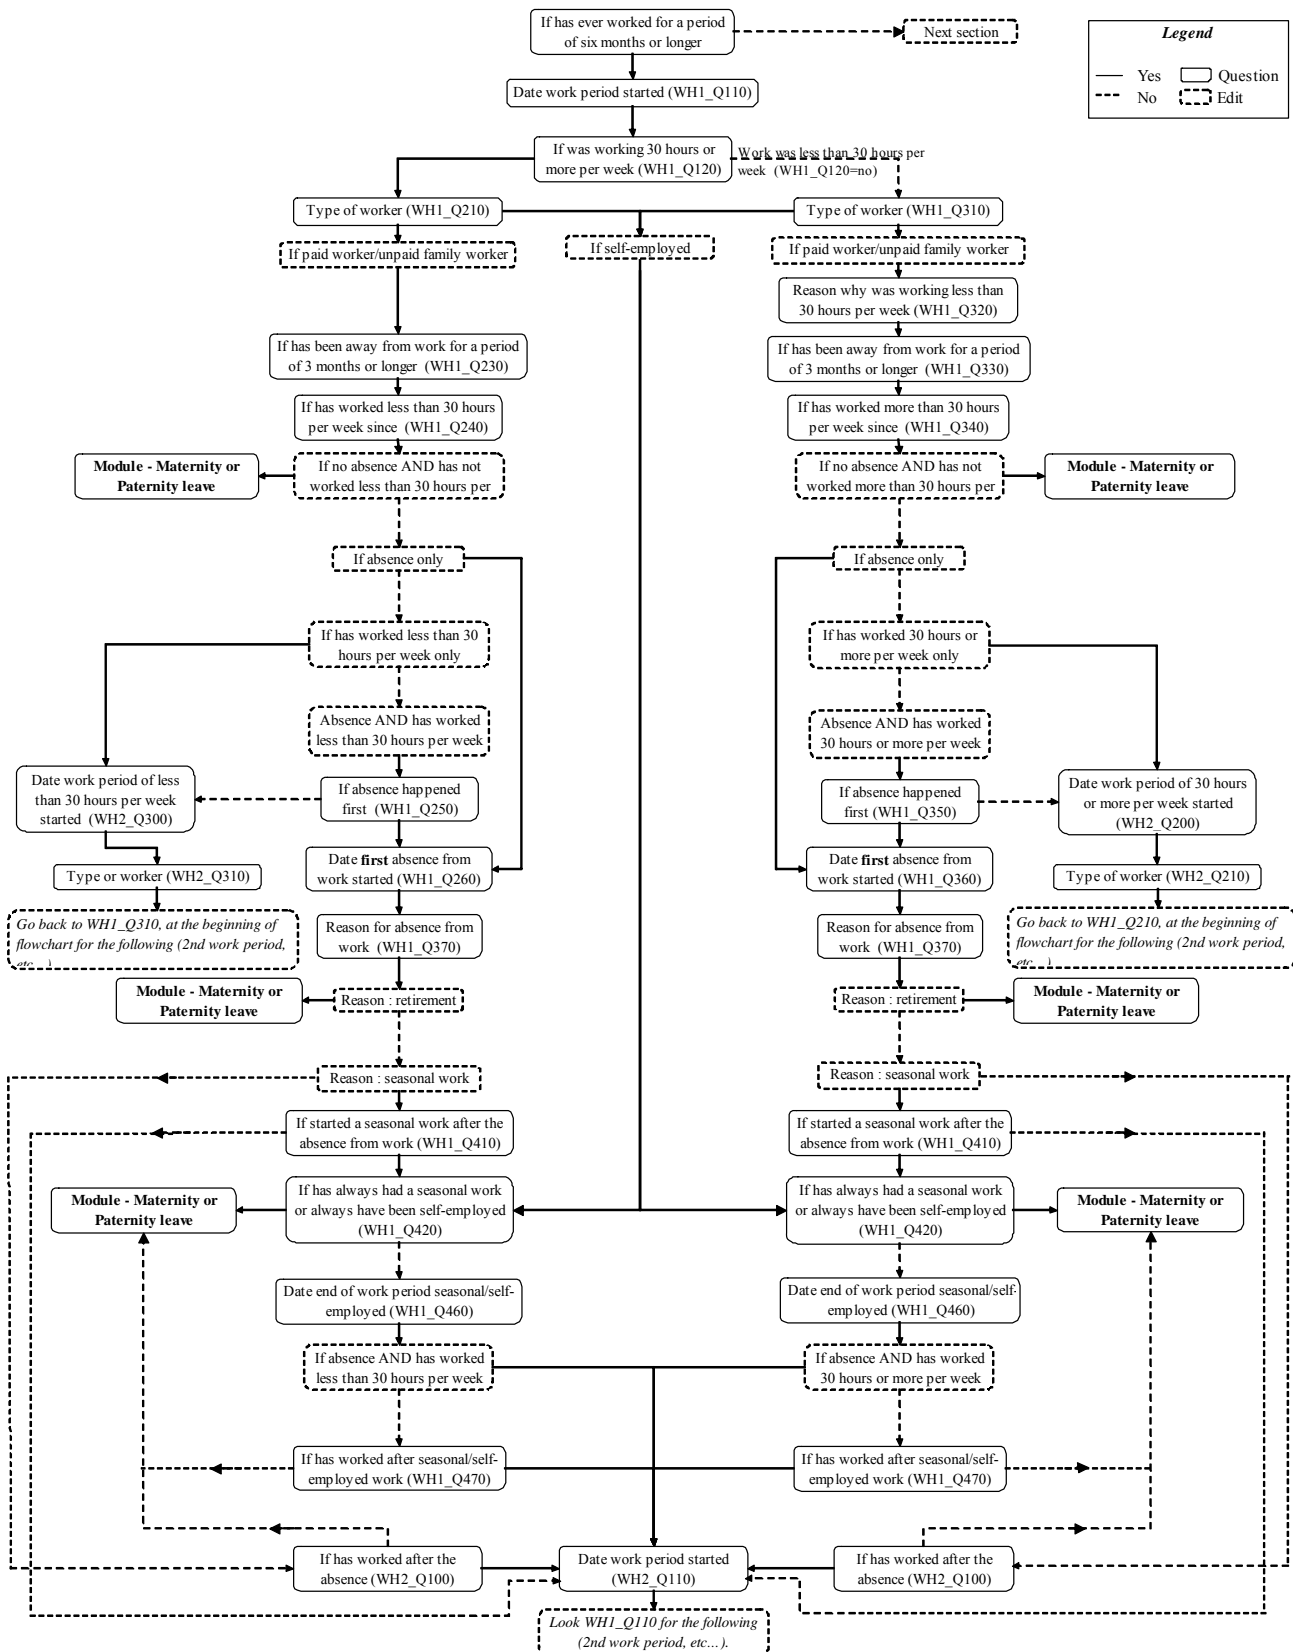 If has ever worked for a period
of six months or longer
Next section
Legend
Yes
Question
No
Edit
Date work period started (WH1_Q110)
If was working 30 hours or
more per week (WH1_Q120)
Work was less than 30 hours per
week (WH1_Q120=no)
Type of worker (WH1_Q210)
Type of worker (WH1_Q310)
If paid worker/unpaid family worker
If self-employed
If paid worker/unpaid family worker
Reason why was working less than
30 hours per week (WH1_Q320)
If has been away from work for a period
of 3 months or longer (WH1_Q230)
If has been away from work for a period
of 3 months or longer (WH1_Q330)
If has worked less than 30 hours
per week since (WH1_Q240)
If has worked more than 30 hours
per week since (WH1_Q340)
Module - Maternity or
Paternity leave
If no absence AND has not
worked less than 30 hours per
If no absence AND has not
worked more than 30 hours per
Module - Maternity or
Paternity leave
If absence only
If absence only
If has worked less than 30
hours per week only
If has worked 30 hours or
more per week only
Absence AND has worked
less than 30 hours per week
Absence AND has worked
30 hours or more per week
Date work period of less
than 30 hours per week
started (WH2_Q300)
If absence happened
first (WH1_Q250)
If absence happened
first (WH1_Q350)
Date work period of 30 hours
or more per week started
(WH2_Q200)
Date first absence from
work started (WH1_Q260)
Date first absence from
work started (WH1_Q360)
Type or worker (WH2_Q310)
Type of worker (WH2_Q210)
Go back to WH1_Q310, at the beginning of
flowchart for the following (2nd work period,
etc...)
Reason for absence from
work (WH1_Q370)
Reason for absence from
work (WH1_Q370)
Go back to WH1_Q210, at the beginning of
flowchart for the following (2nd work period,
etc...)
Module - Maternity or
Paternity leave
Reason : retirement
Reason : retirement
Module - Maternity or
Paternity leave
Reason : seasonal work
Reason : seasonal work
If started a seasonal work after the
absence from work (WH1_Q410)
If started a seasonal work after the
absence from work (WH1_Q410)
Module - Maternity or
Paternity leave
If has always had a seasonal work
or always have been self-employed
(WH1_Q420)
If has always had a seasonal work
or always have been self-employed
(WH1_Q420)
Module - Maternity or
Paternity leave
Date end of work period seasonal/self-
employed (WH1_Q460)
Date end of work period seasonal/self-
employed (WH1_Q460)
If absence AND has worked
less than 30 hours per week
If absence AND has worked
30 hours or more per week
If has worked after seasonal/self-
employed work (WH1_Q470)
If has worked after seasonal/self-
employed work (WH1_Q470)
If has worked after the
absence (WH2_Q100)
Date work period started
(WH2_Q110)
If has worked after the
absence (WH2_Q100)
Look WH1_Q110 for the following
(2nd work period, etc...).